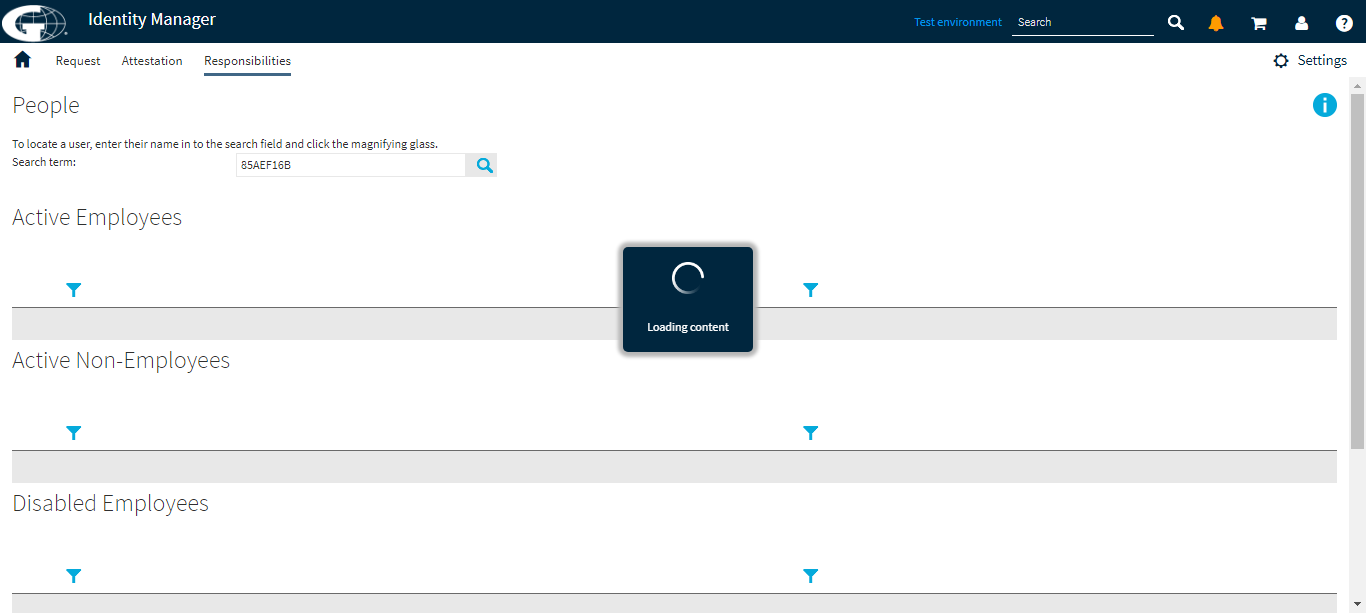 Identity Manager
Test environment
Search
Request
Attestation
Responsibilities
Settings
People
To locate a user, enter their name in to the search field and click the magnifying glass.
Search term:
85AEF16B
Active Employees
Loading content
Active Non-Employees
Disabled Employees